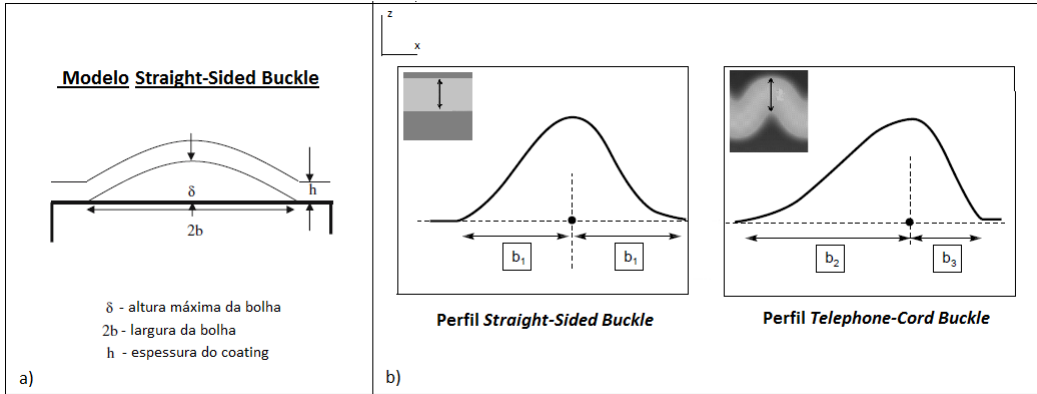 Modelo Straight-Sided Buckle
δ
h
2b
δ - altura máxima da bolha
2b - largura da bolha
h - espessura do coating
a)
z
x
b₁
b₁
Perfil Straight-Sided Buckle
b₂
b₃
Perfil Telephone-Cord Buckle
b)